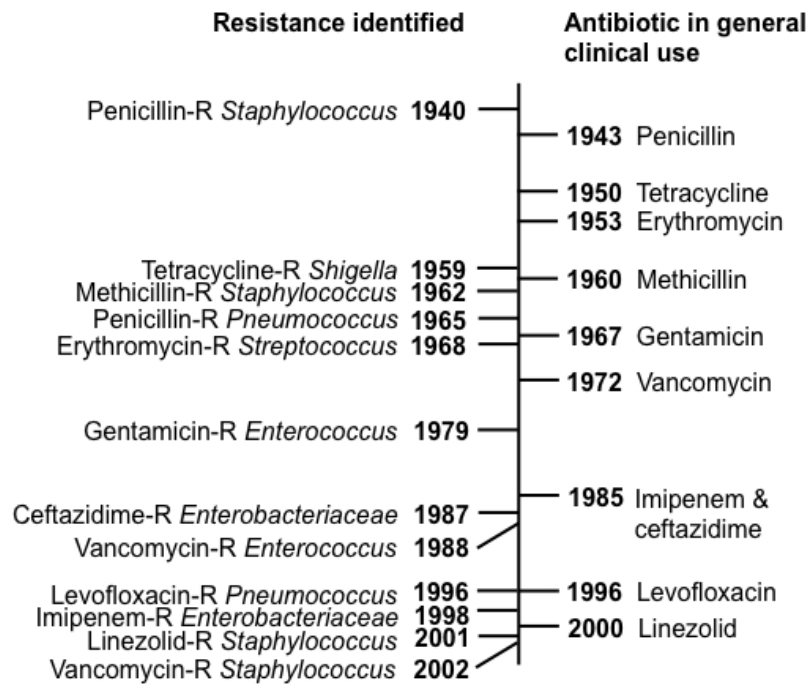 Resistance identified
Antibiotic in general
clinical use
Penicillin-R Staphylococcus 1940
1943 Penicillin
1950 Tetracycline
1953 Erythromycin
Tetracycline-R Shigella 1959
1960 Methicillin
Methicillin-R Staphylococcus 1962
Penicillin-R Pneumococcus 1965
1967 Gentamicin
Erythromycin-R Streptococcus 1968
1972 Vancomycin
Gentamicin-R Enterococcus 1979
1985 Imipenem &
ceftazidime
Ceftazidime-R Enterobacteriaceae 1987
Vancomycin-R Enterococcus 1988
Levofloxacin-R Pneumococcus 1996
1996 Levofloxacin
Imipenem-R Enterobacteriaceae 1998
2000 Linezolid
Linezolid-R Staphylococcus 2001
Vancomycin-R Staphylococcus 2002